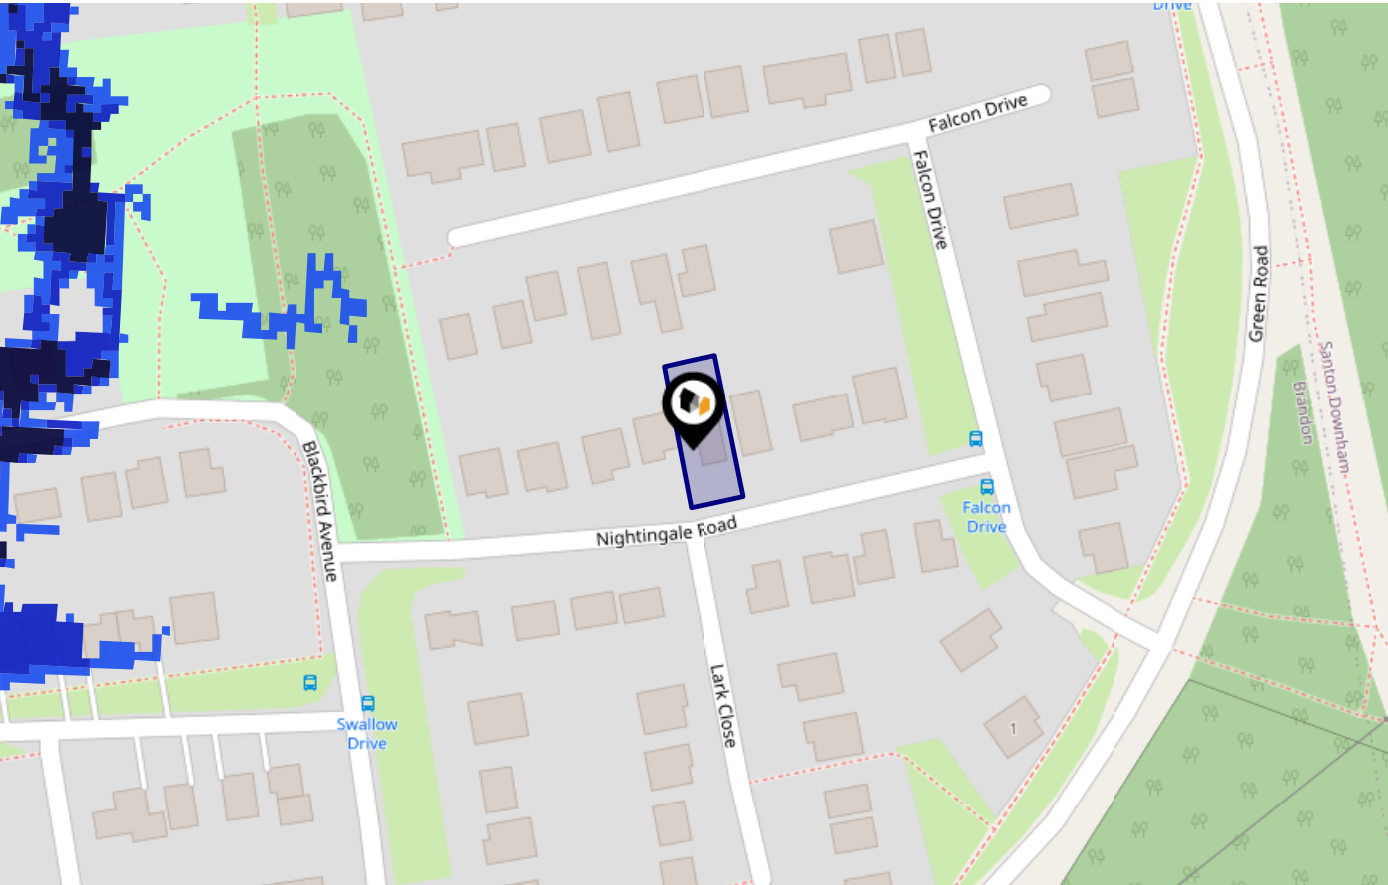 Drive
Falcon Drive
Falcon Drive
Green Road
Santon Downham
Brandon
Blackbird Avenue
Falcon
Drive
Nightingale Road
Lark Close
Swallow
Drive
1